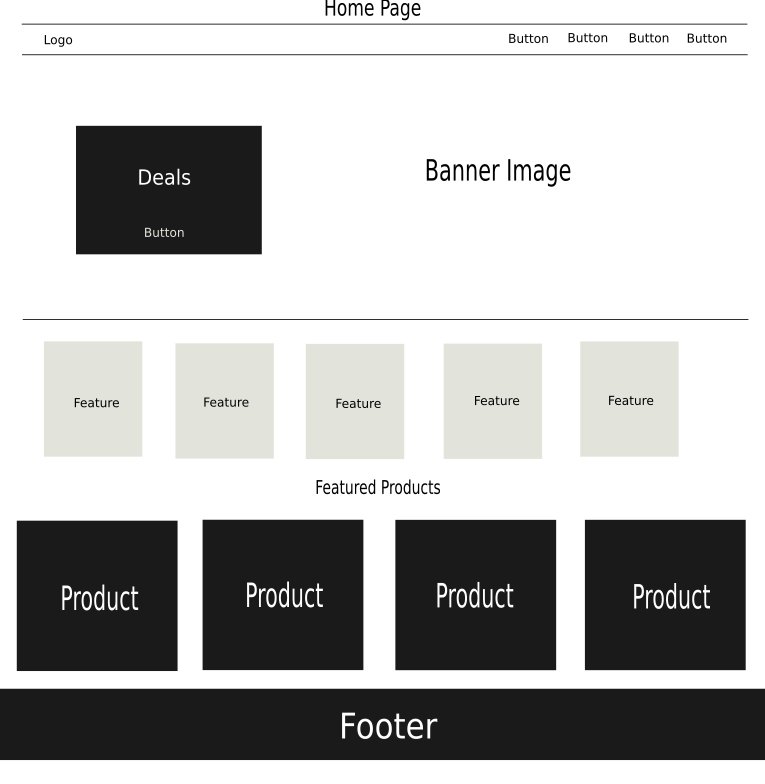 Home Page
Logo Button Button Button Button
Banner Image
Deals
Button
Feature Feature Feature Feature Feature
Featured Products
Product Product Product Product
Footer